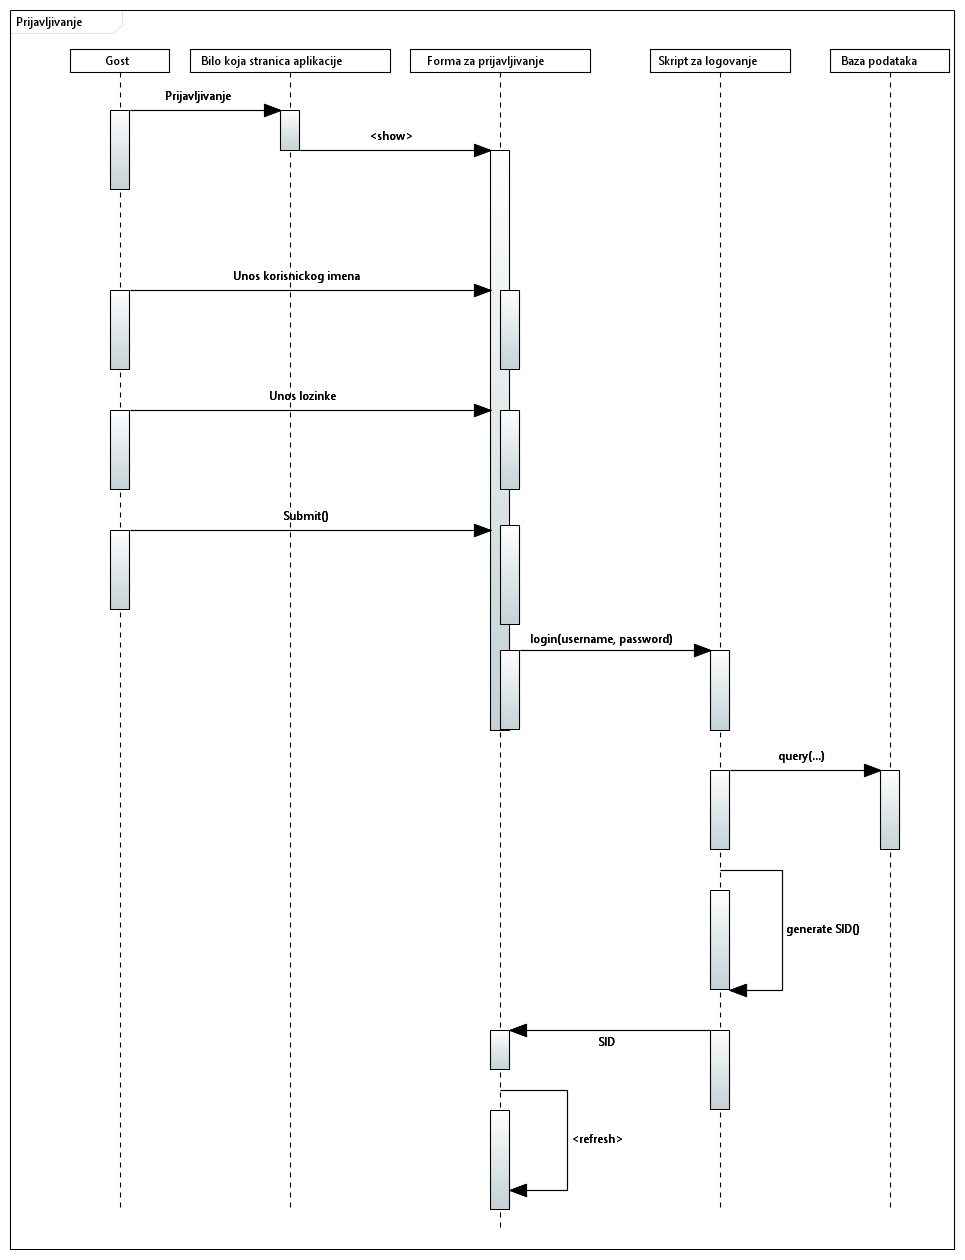 Prijavljivanje
Gost
Bilo koja stranica aplikacije
Forma za prijavljivanje
Skript za logovanje
Baza podataka
Prijavljivanje
<show>
Unos korisnickog imena
Unos lozinke
Submit()
login(username, password)
query(...)
generate SID()
SID
<refresh>